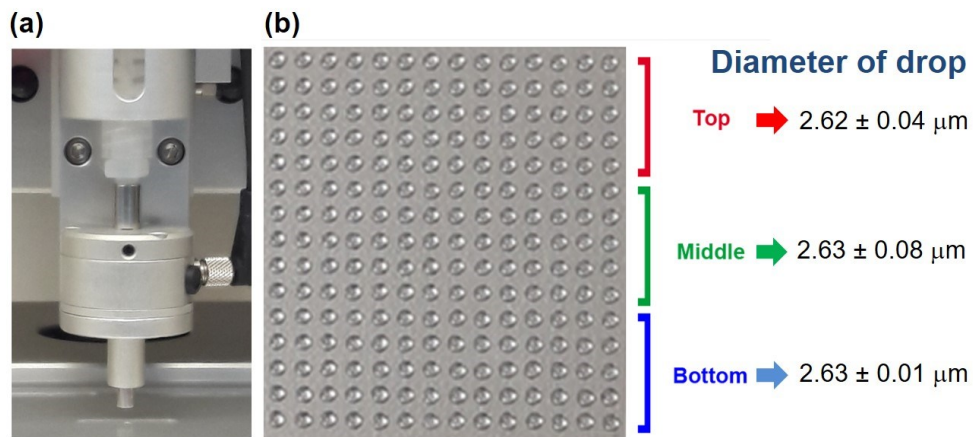 (a)
(b)
Diameter of drop
Top
2.62 ± 0.04 μm
Middle
2.63 ± 0.08 μm
Bottom
2.63 ± 0.01 μm